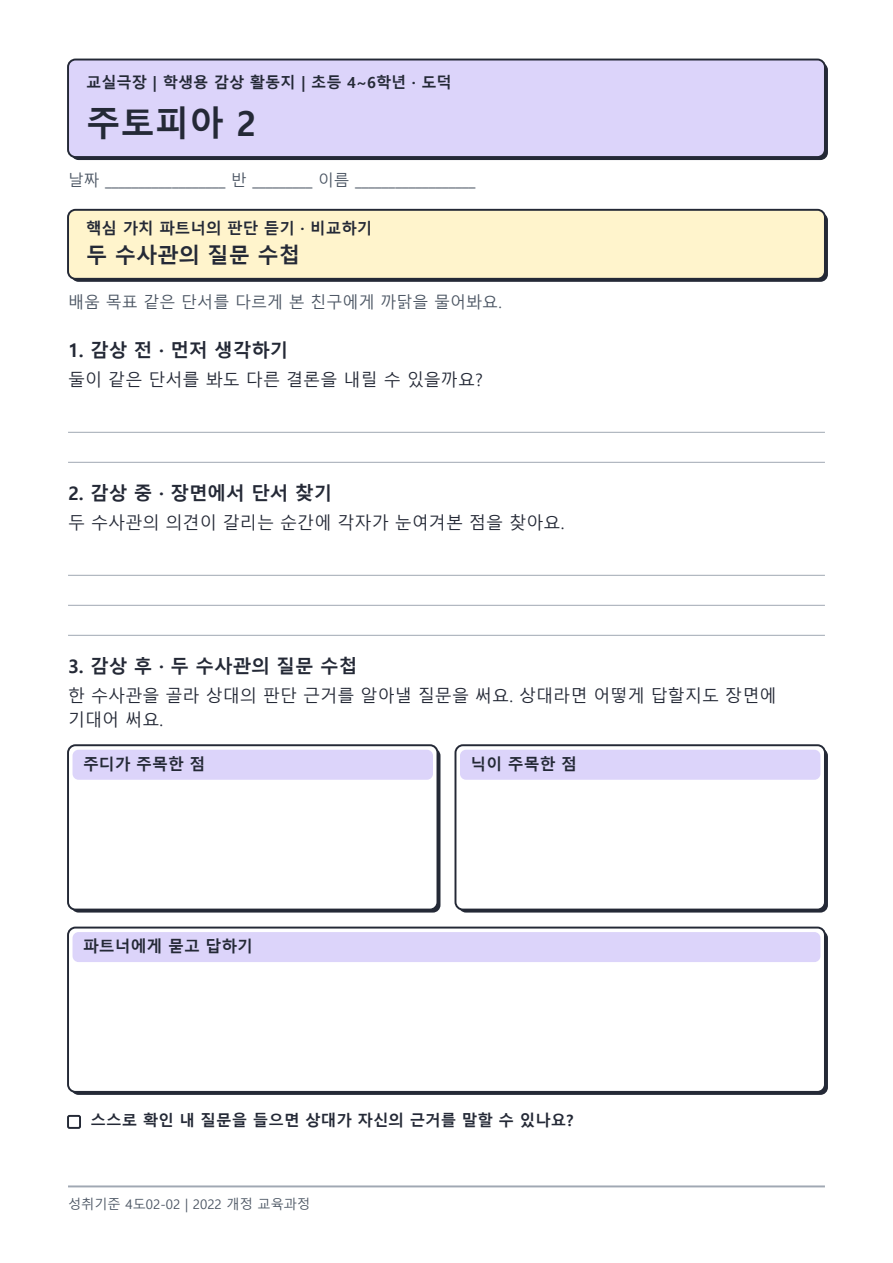 교실극장 | 학생용 감상 활동지 | 초등 4~6학년 · 도덕
주토피아 2
날짜 ______________ 반 _______ 이름 ______________
핵심 가치 파트너의 판단 듣기 · 비교하기
두 수사관의 질문 수첩
배움 목표 같은 단서를 다르게 본 친구에게 까닭을 물어봐요.
1. 감상 전 · 먼저 생각하기
둘이 같은 단서를 봐도 다른 결론을 내릴 수 있을까요?
2. 감상 중 · 장면에서 단서 찾기
두 수사관의 의견이 갈리는 순간에 각자가 눈여겨본 점을 찾아요.
3. 감상 후 · 두 수사관의 질문 수첩
한 수사관을 골라 상대의 판단 근거를 알아낼 질문을 써요. 상대라면 어떻게 답할지도 장면에
기대어 써요.
주디가 주목한 점
닉이 주목한 점
파트너에게 묻고 답하기
스스로 확인 내 질문을 들으면 상대가 자신의 근거를 말할 수 있나요?
성취기준 4도02-02 | 2022 개정 교육과정